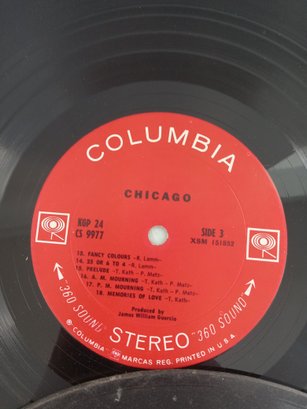 COLUMBIA
CHICAGO
KGP 24
CS 9977
SIDE 3
XSM 151852
13. FANCY COLOURS -R. Lamm-
14. 25 OR 6 TO 4 -R. Lamm-
15. PRELUDE -T. Kath - P. Matz-
16. A. M. MOURNING -T. Kath - P. Matz-
17. P. M. MOURNING -T. Kath - P. Matz-
18. MEMORIES OF LOVE -T. Kath-
Produced by
James William Guercio
"360 SOUND" STEREO "360 SOUND"
® COLUMBIA MARCAS REG. PRINTED IN U.S.A.